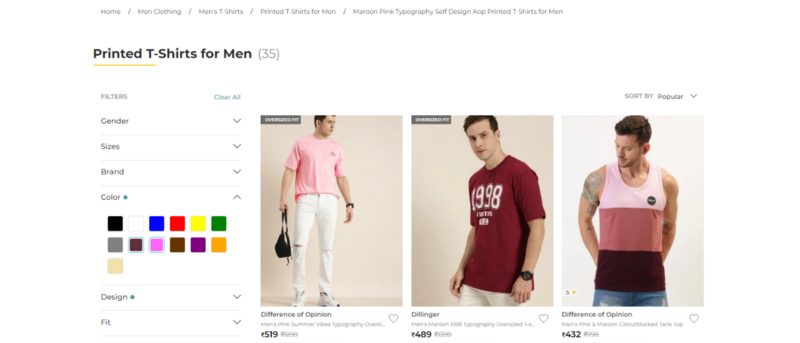 Home / Men Clothing / Men's T-Shirts / Printed T-Shirts for Men / Maroon Pink Typography Self Design Aop Printed T-Shirts for Men
Printed T-Shirts for Men (35)
FILTERS
Clear All
SORT BY Popular
Gender
Sizes
Brand
Color
Design
Fit
OVERSIZED FIT
OVERSIZED FIT
1998
5
Difference of Opinion
Men's Pink Summer Vibes Typography Overs...
₹519 ₹1299
Dillinger
Men's Maroon 1998 Typography Oversized T-s...
₹489 ₹1399
Difference of Opinion
Men's Pink & Maroon Colourblocked Tank Top
₹432 ₹799